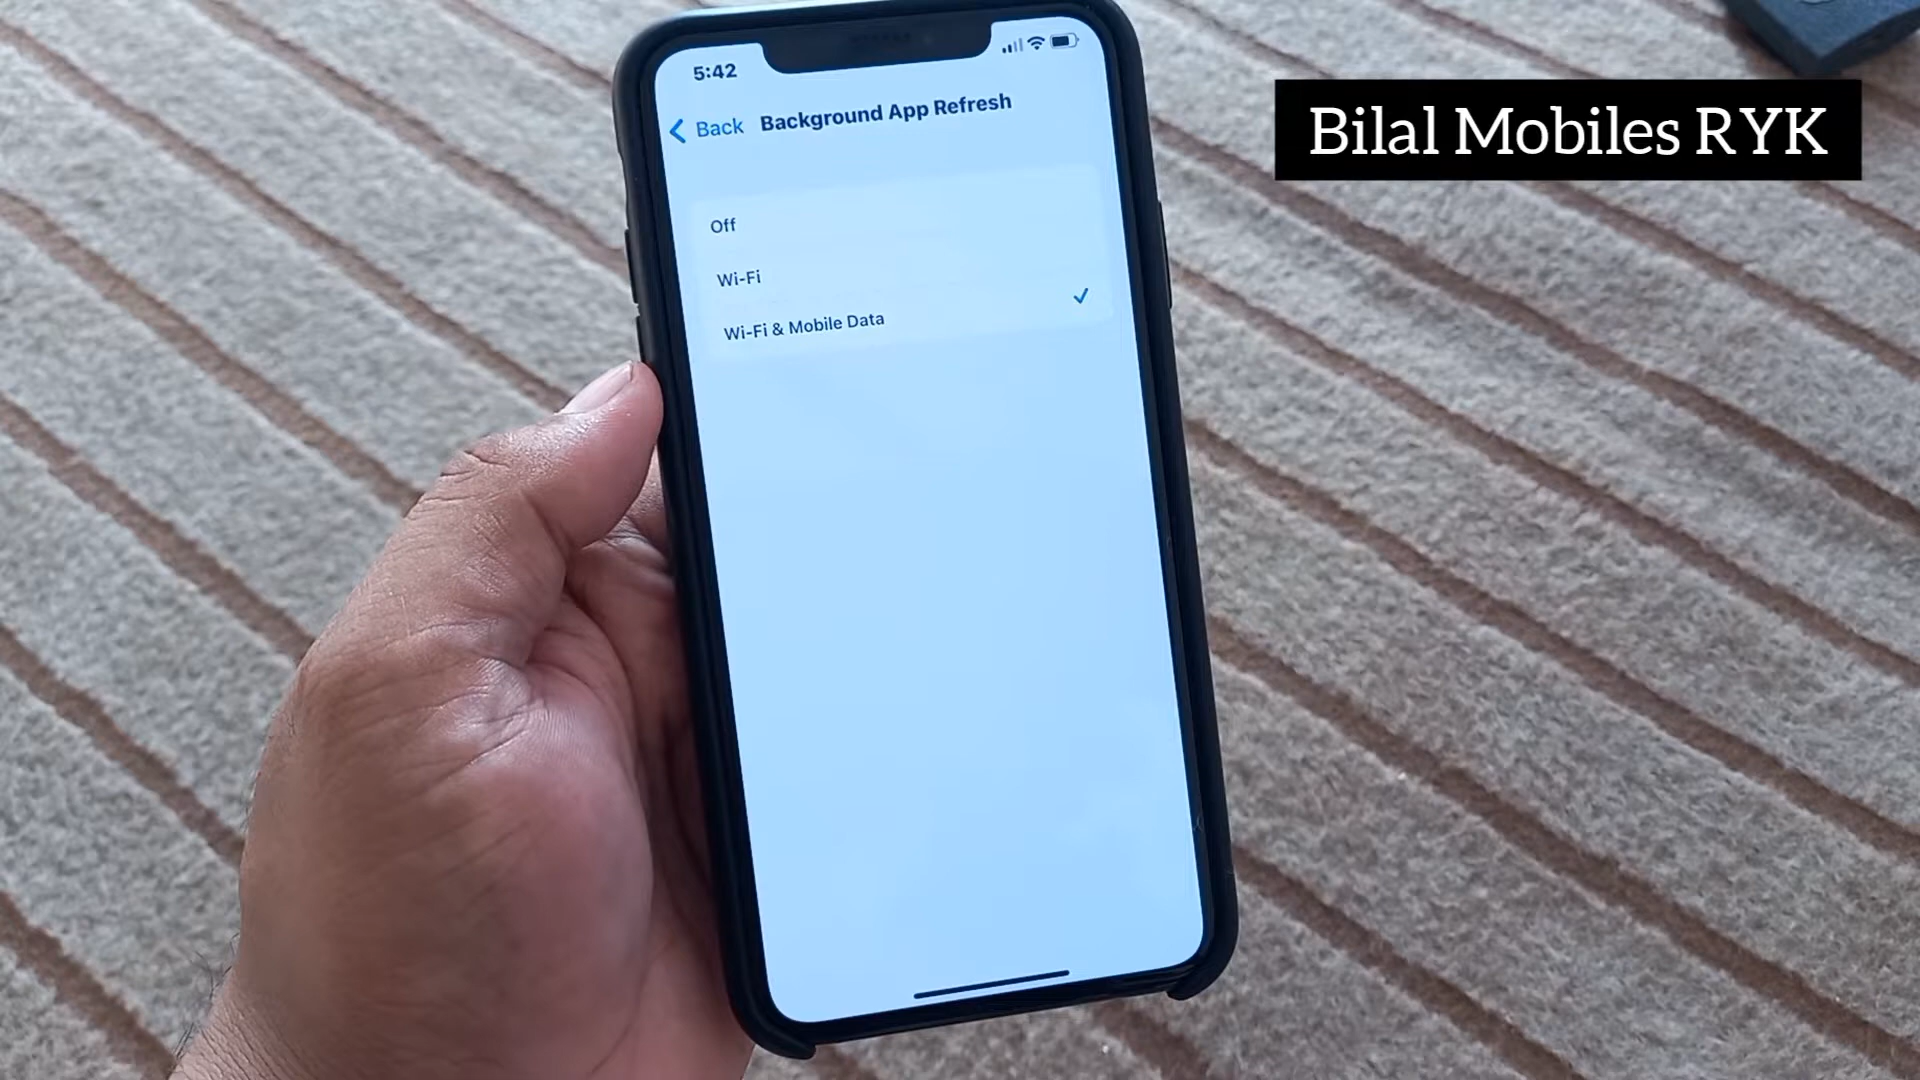 5:42
Back
Background App Refresh
Off
Wi-Fi
Wi-Fi & Mobile Data
Bilal Mobiles RYK